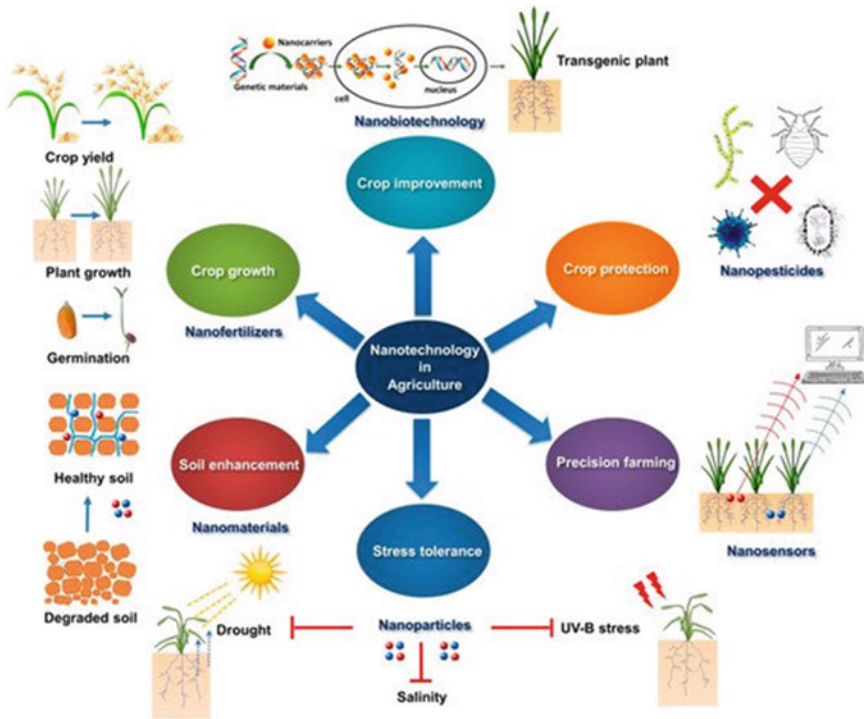 Nanocarriers
Genetic materials
cell
nucleus
Transgenic plant
Nanobiotechnology
Crop yield
Crop improvement
Plant growth
Crop growth
Nanofertilizers
Crop protection
Nanopesticides
Germination
Nanotechnology
in
Agriculture
Healthy soil
Soil enhancement
Nanomaterials
Precision farming
Nanosensors
Stress tolerance
Degraded soil
Drought
Nanoparticles
UV-B stress
Salinity